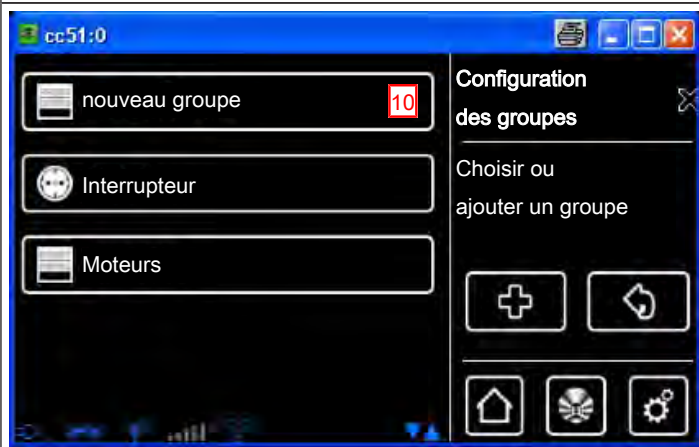 cc51:0
nouveau groupe 10
Interrupteur
Moteurs
Configuration
des groupes
Choisir ou
ajouter un groupe